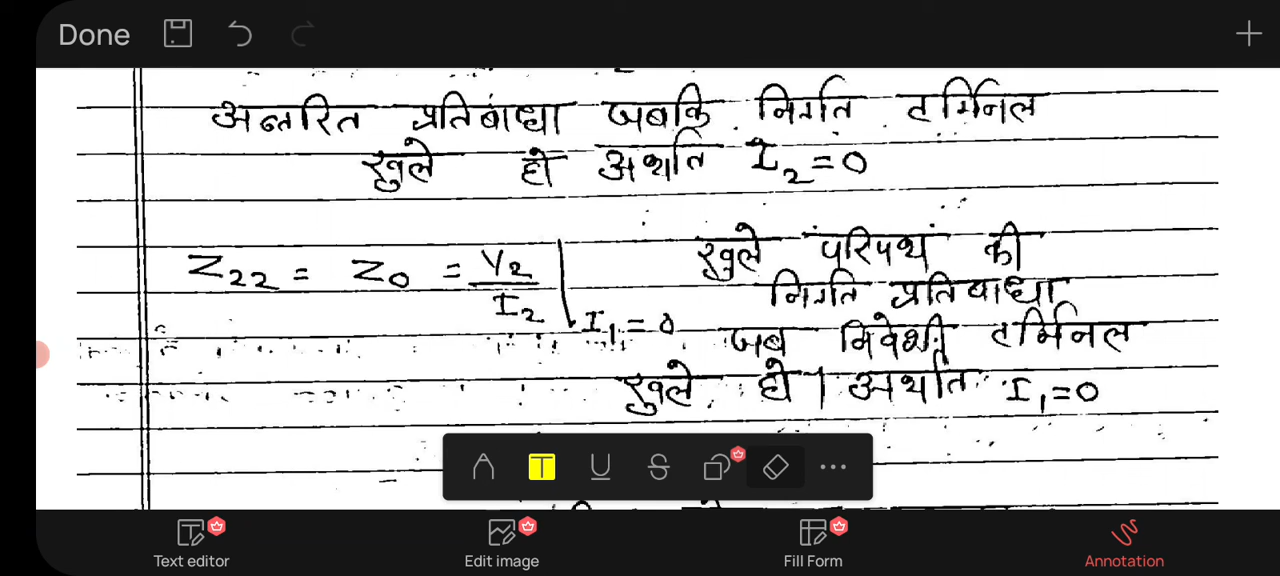 Done
अन्तरित प्रतिबांधा जबकि निर्गत टर्मिनल
खुले हो अर्थात I₂=0
Z₂₂ = Z₀ = V₂/I₂ | I₁=0
खुले परिपथ की
निर्गत प्रतिबाधा
जब निवेशी टर्मिनल
खुले हो। अर्थात I₁=0
Text editor
Edit image
Fill Form
Annotation